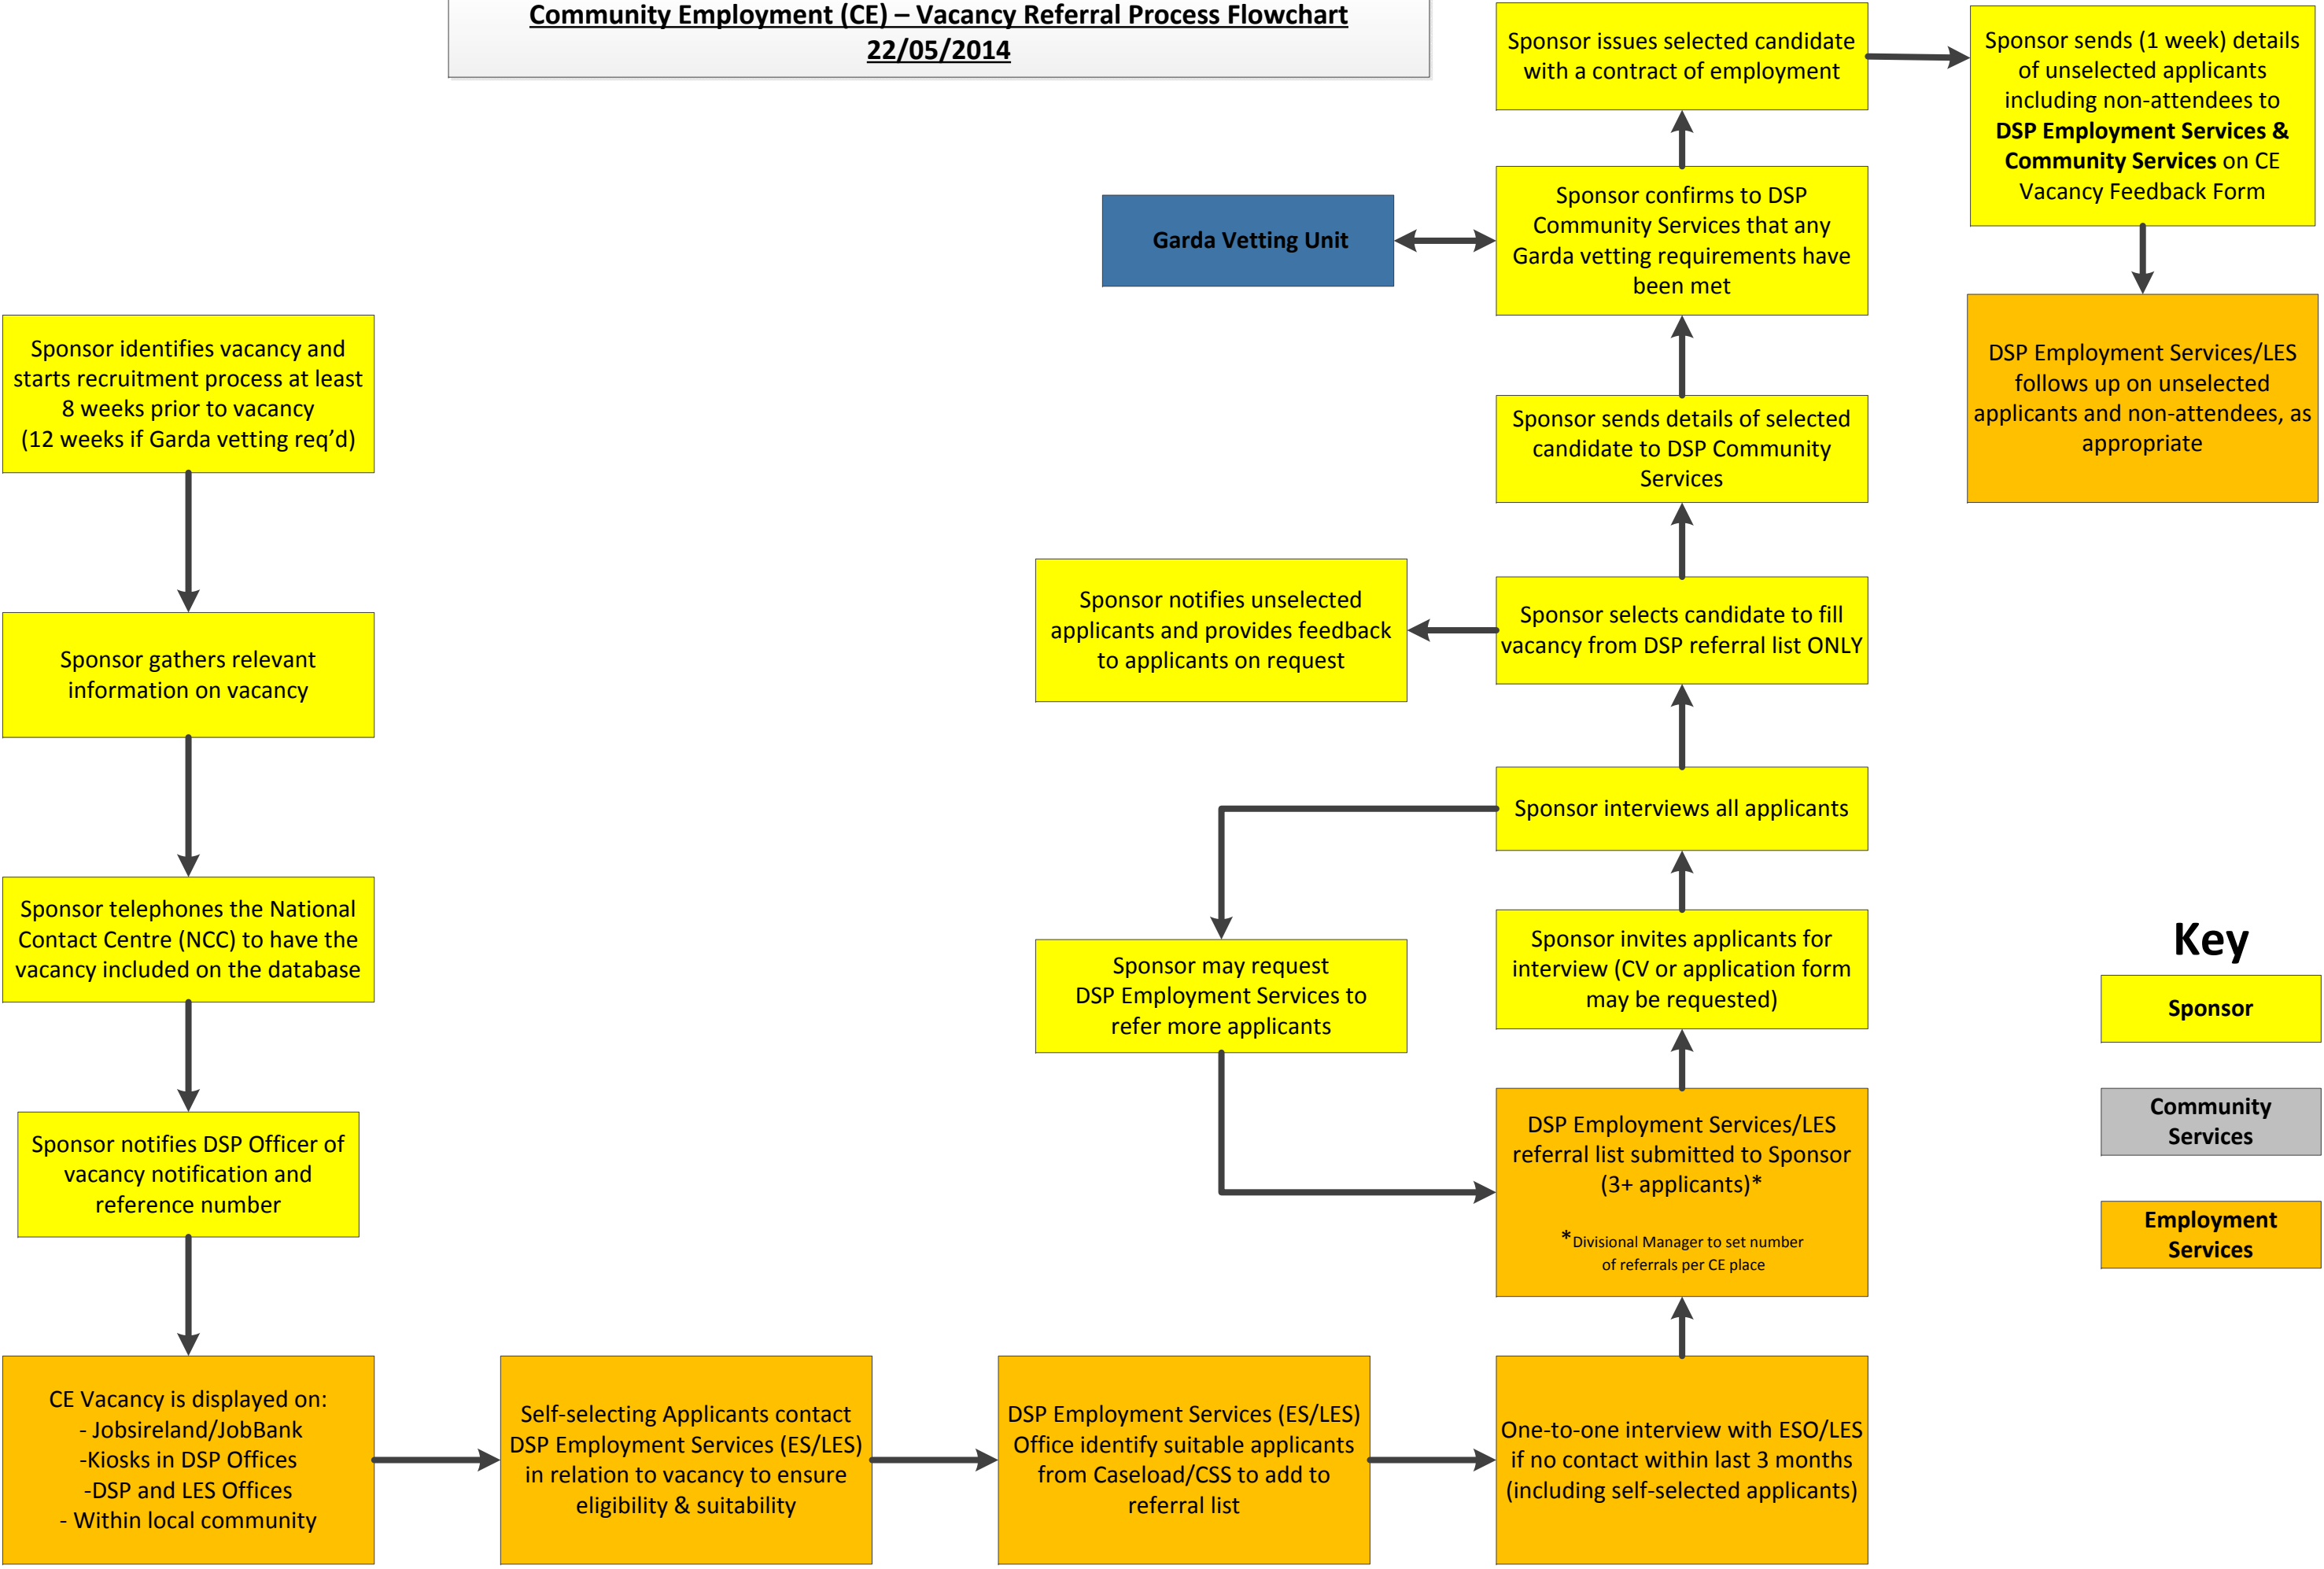 Community Employment (CE) – Vacancy Referral Process Flowchart
22/05/2014
Sponsor identifies vacancy and
starts recruitment process at least
8 weeks prior to vacancy
(12 weeks if Garda vetting req’d)
Sponsor gathers relevant
information on vacancy
Sponsor telephones the National
Contact Centre (NCC) to have the
vacancy included on the database
Sponsor notifies DSP Officer of
vacancy notification and
reference number
CE Vacancy is displayed on:
- Jobsireland/JobBank
-Kiosks in DSP Offices
-DSP and LES Offices
- Within local community
Self-selecting Applicants contact
DSP Employment Services (ES/LES)
in relation to vacancy to ensure
eligibility & suitability
DSP Employment Services (ES/LES)
Office identify suitable applicants
from Caseload/CSS to add to
referral list
One-to-one interview with ESO/LES
if no contact within last 3 months
(including self-selected applicants)
DSP Employment Services/LES
referral list submitted to Sponsor
(3+ applicants)*
*Divisional Manager to set number
of referrals per CE place
Sponsor invites applicants for
interview (CV or application form
may be requested)
Sponsor interviews all applicants
Sponsor may request
DSP Employment Services to
refer more applicants
Sponsor selects candidate to fill
vacancy from DSP referral list ONLY
Sponsor notifies unselected
applicants and provides feedback
to applicants on request
Sponsor sends details of selected
candidate to DSP Community
Services
Sponsor confirms to DSP
Community Services that any
Garda vetting requirements have
been met
Garda Vetting Unit
Sponsor issues selected candidate
with a contract of employment
Sponsor sends (1 week) details
of unselected applicants
including non-attendees to
DSP Employment Services &
Community Services on CE
Vacancy Feedback Form
DSP Employment Services/LES
follows up on unselected
applicants and non-attendees, as
appropriate
Key
Sponsor
Community
Services
Employment
Services